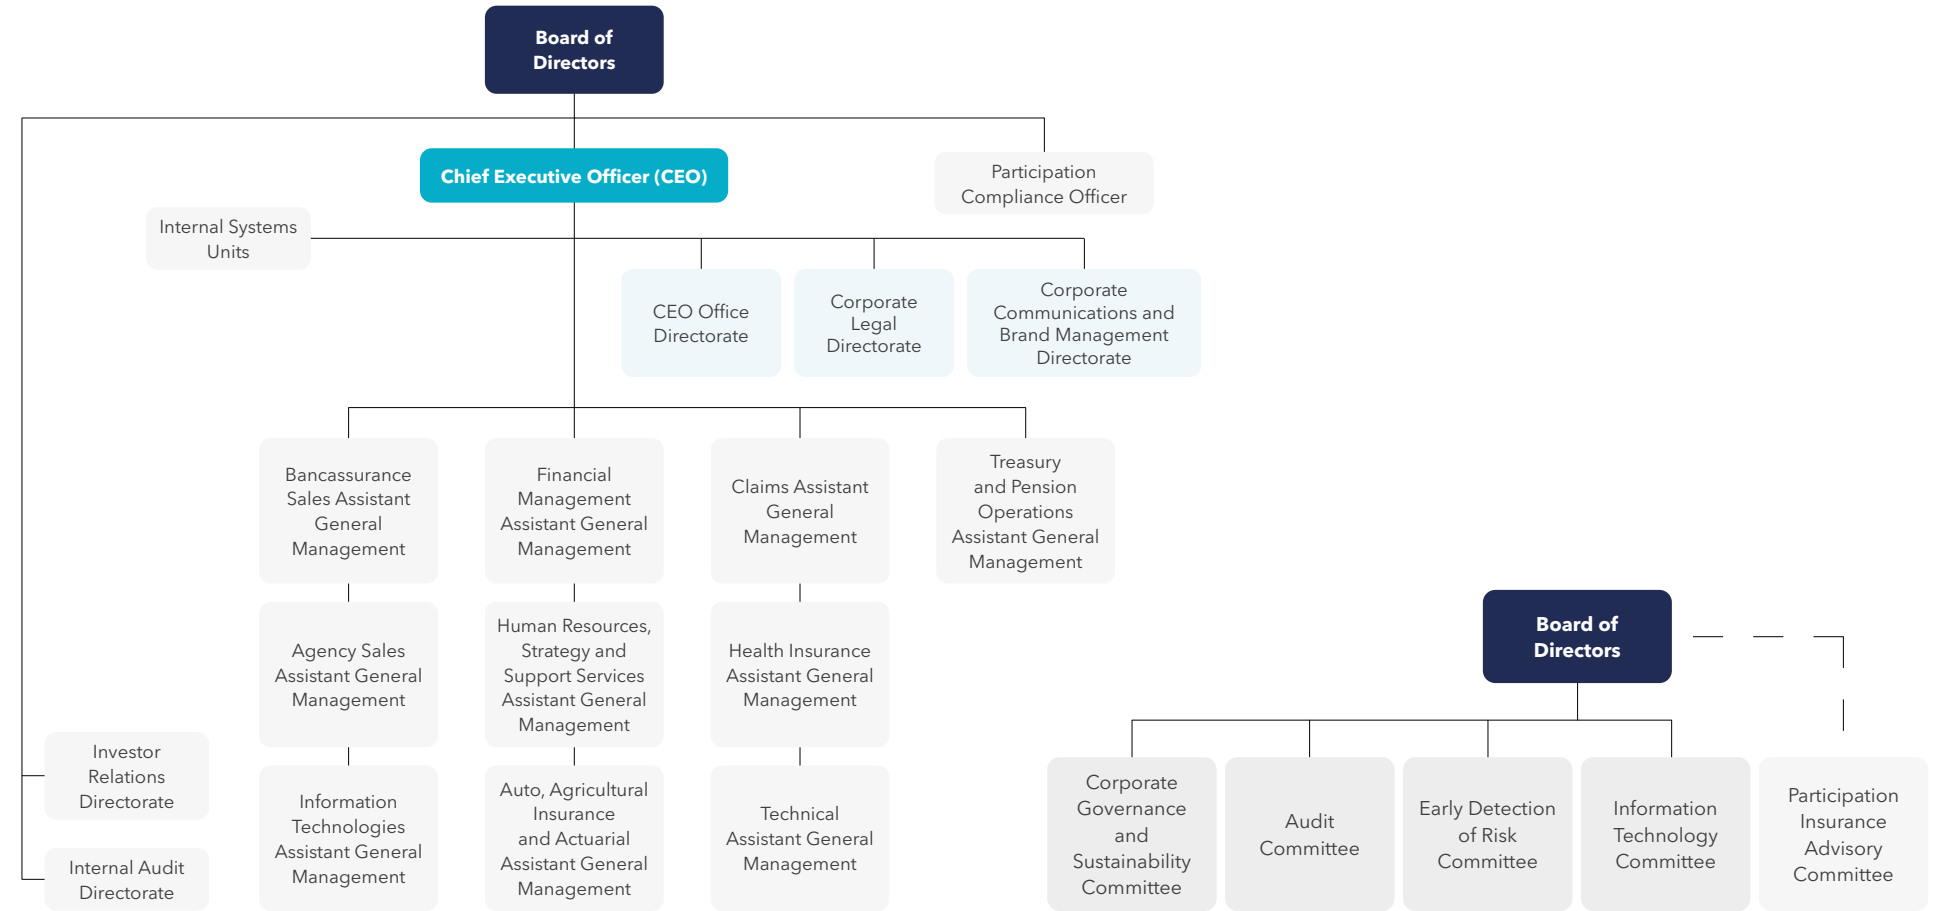 Board of
Directors
Chief Executive Officer (CEO)
Participation
Compliance Officer
Internal Systems
Units
CEO Office
Directorate
Corporate
Legal
Directorate
Corporate
Communications and
Brand Management
Directorate
Bancassurance
Sales Assistant
General
Management
Financial
Management
Assistant General
Management
Claims Assistant
General
Management
Treasury
and Pension
Operations
Assistant General
Management
Agency Sales
Assistant General
Management
Human Resources,
Strategy and
Support Services
Assistant General
Management
Health Insurance
Assistant General
Management
Investor
Relations
Directorate
Internal Audit
Directorate
Information
Technologies
Assistant General
Management
Auto, Agricultural
Insurance
and Actuarial
Assistant General
Management
Technical
Assistant General
Management
Board of
Directors
Corporate
Governance
and
Sustainability
Committee
Audit
Committee
Early Detection
of Risk
Committee
Information
Technology
Committee
Participation
Insurance
Advisory
Committee